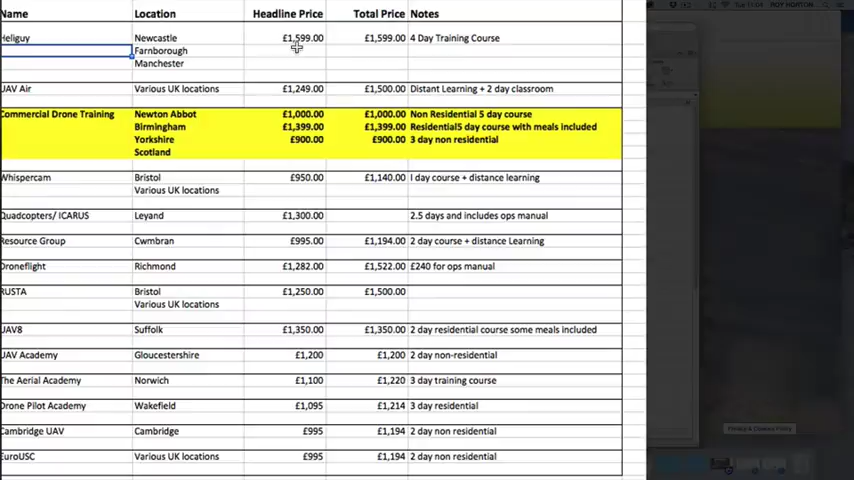 Name Location Headline Price Total Price Notes
Heliguy Newcastle £1,599.00 £1,599.00 4 Day Training Course
Farnborough
Manchester
UAV Air Various UK locations £1,249.00 £1,500.00 Distant Learning + 2 day classroom
Commercial Drone Training Newton Abbot £1,000.00 £1,000.00 Non Residential 5 day course
Birmingham £1,399.00 £1,399.00 Residential5 day course with meals included
Yorkshire £900.00 £900.00 3 day non residential
Scotland
Whispercam Bristol £950.00 £1,140.00 I day course + distance learning
Various UK locations
Quadcopters/ ICARUS Leyand £1,300.00 2.5 days and includes ops manual
Resource Group Cwmbran £995.00 £1,194.00 2 day course + distance Learning
Droneflight Richmond £1,282.00 £1,522.00 £240 for ops manual
RUSTA Bristol £1,250.00 £1,500.00
Various UK locations
UAV8 Suffolk £1,350.00 £1,350.00 2 day residential course some meals included
UAV Academy Gloucestershire £1,200 £1,200 2 day non-residential
The Aerial Academy Norwich £1,100 £1,220 3 day training course
Drone Pilot Academy Wakefield £1,095 £1,214 3 day residential
Cambridge UAV Cambridge £995 £1,194 2 day non residential
EuroUSC Various UK locations £995 £1,194 2 day non residential
Privacy & Cookies Policy